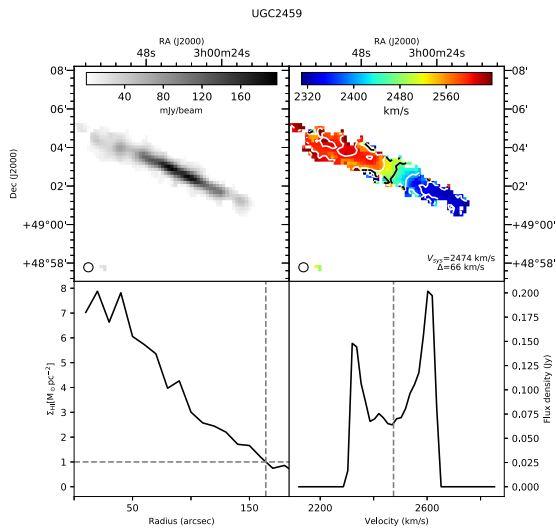 UGC2459
RA (J2000)
RA (J2000)
48s 3h00m24s
48s 3h00m24s
08' 08'
06' 06'
04' 04'
02' 02'
+49°00' +49°00'
+48°58' +48°58'
Dec (J2000)
40 80 120 160
mJy/beam
2320 2400 2480 2560
km/s
V_sys=2474 km/s
Δ=66 km/s
8
7
6
5
4
3
2
1
0
Σ_HI[M_⊙pc⁻²]
50 100 150
Radius (arcsec)
0,200
0,175
0,150
0,125
0,100
0,075
0,050
0,025
0,000
Flux density (Jy)
2200 2400 2600 2800
Velocity (km/s)